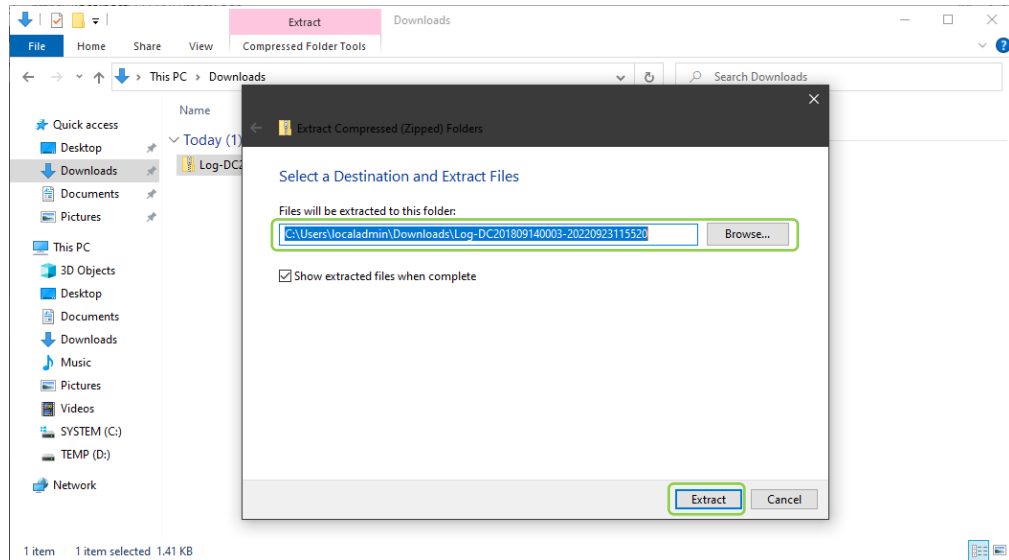 Extract
Downloads
File
Home
Share
View
Compressed Folder Tools
?
This PC
Downloads
Search Downloads
Quick access
Desktop
Downloads
Documents
Pictures
This PC
3D Objects
Desktop
Documents
Downloads
Music
Pictures
Videos
SYSTEM (C:)
TEMP (D:)
Network
Name
Today (1)
Log-DC2
Extract Compressed (Zipped) Folders
Select a Destination and Extract Files
Files will be extracted to this folder:
C:\Users\localadmin\Downloads\Log-DC201809140003-20220923115520
Browse...
Show extracted files when complete
Extract
Cancel
1 item
1 item selected 1.41 KB